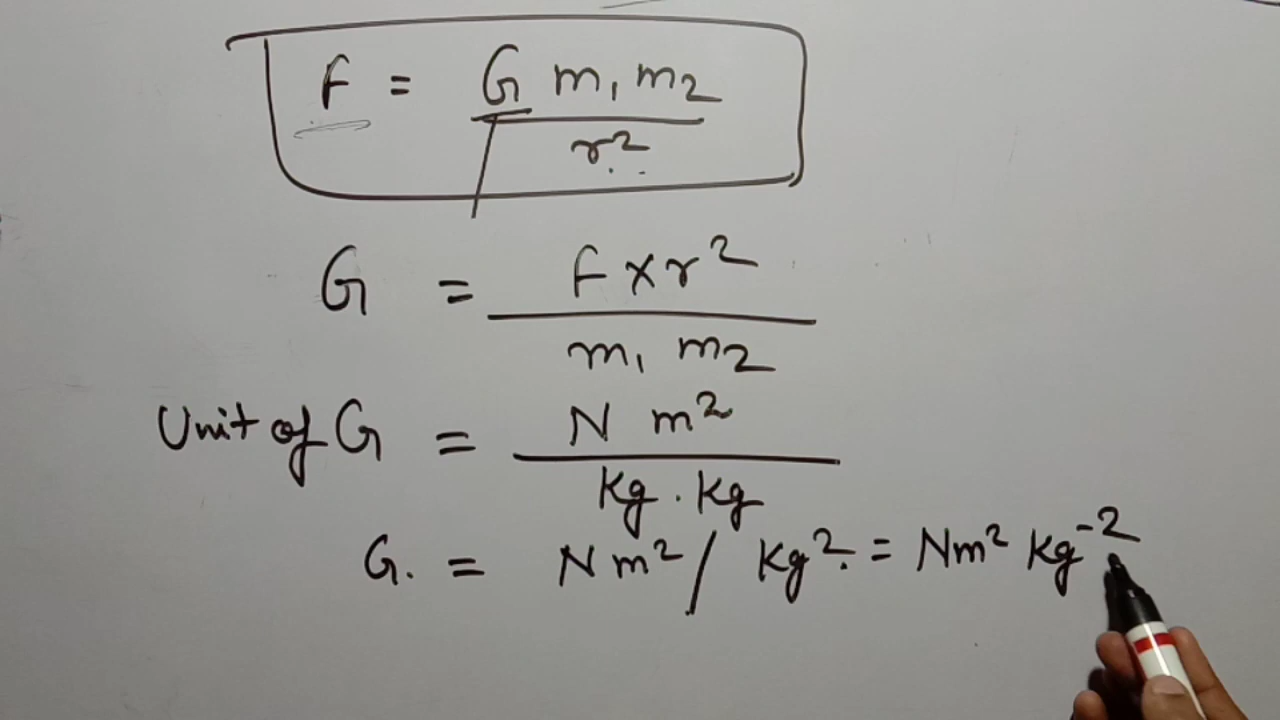 F = G m₁ m₂ / r²
G = F × r² / m₁ m₂
Unit of G = N m² / Kg . Kg
G. = N m² / Kg². = Nm² Kg⁻²